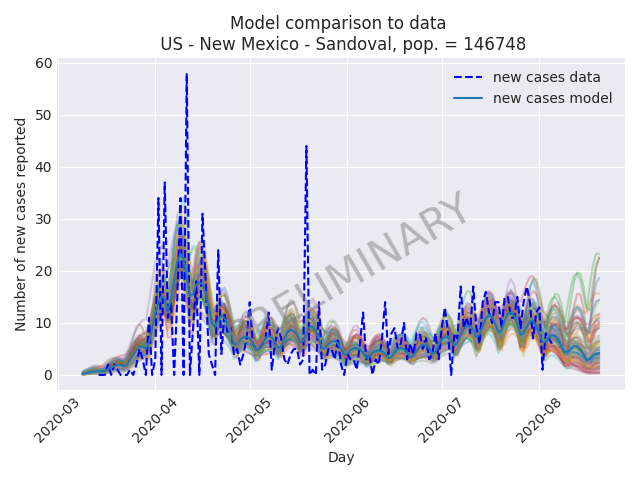 Model comparison to data
US - New Mexico - Sandoval, pop. = 146748
60
50
40
30
20
10
0
Number of new cases reported
new cases data
new cases model
PRELIMINARY
2020-03
2020-04
2020-05
2020-06
2020-07
2020-08
Day